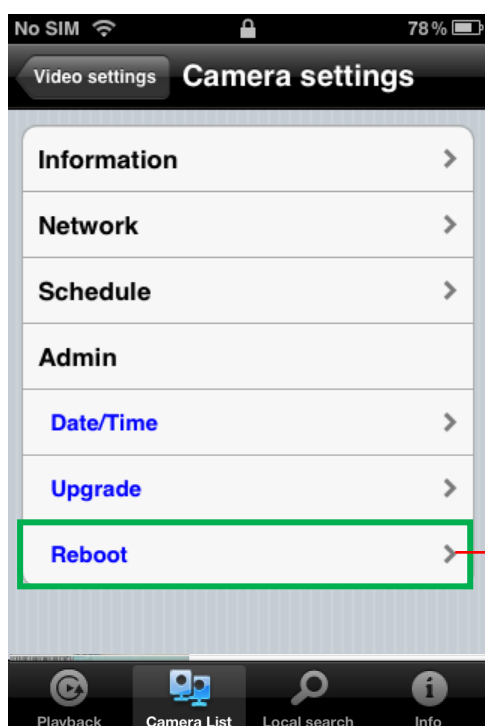 No SIM 78%
Video settings Camera settings
Information
Network
Schedule
Admin
Date/Time
Upgrade
Reboot
Playback Camera List Local search Info